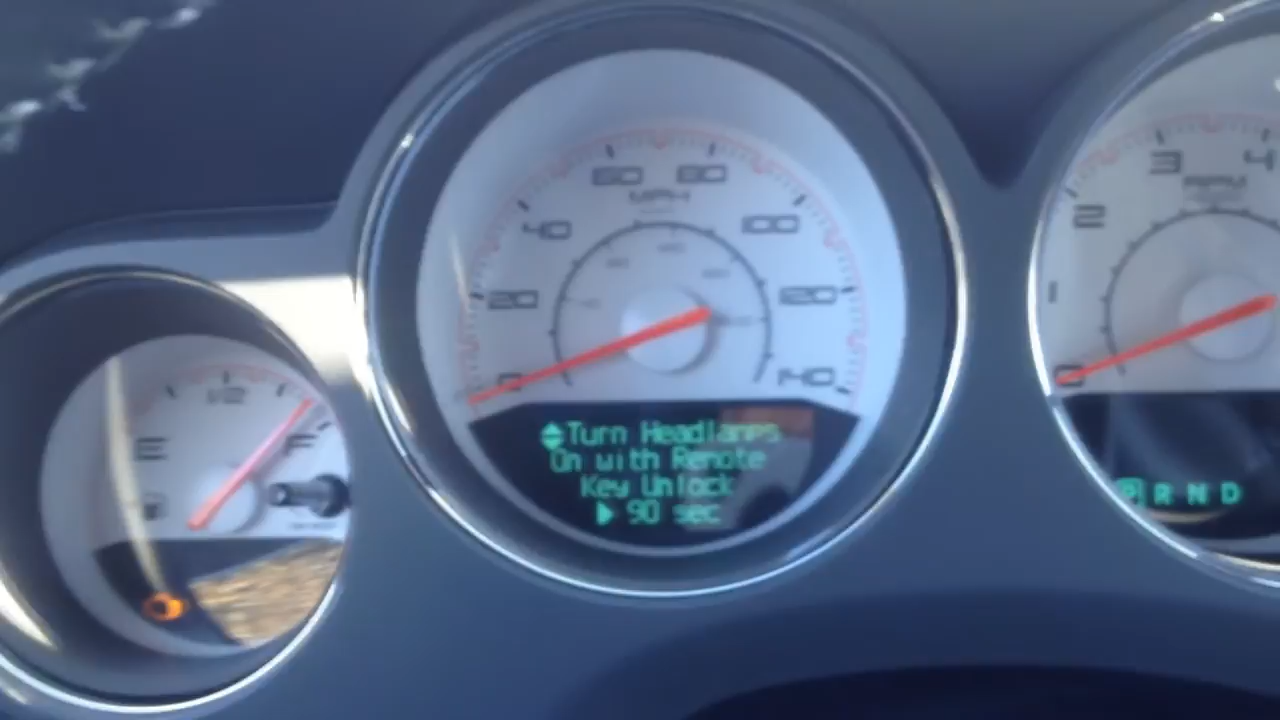 60 80
MPH
40 100
20 120
0 140
Turn Headlamps
On with Remote
Key Unlock
90 sec
1/2
E F
3 4
RPM
2
1
0
P R N D